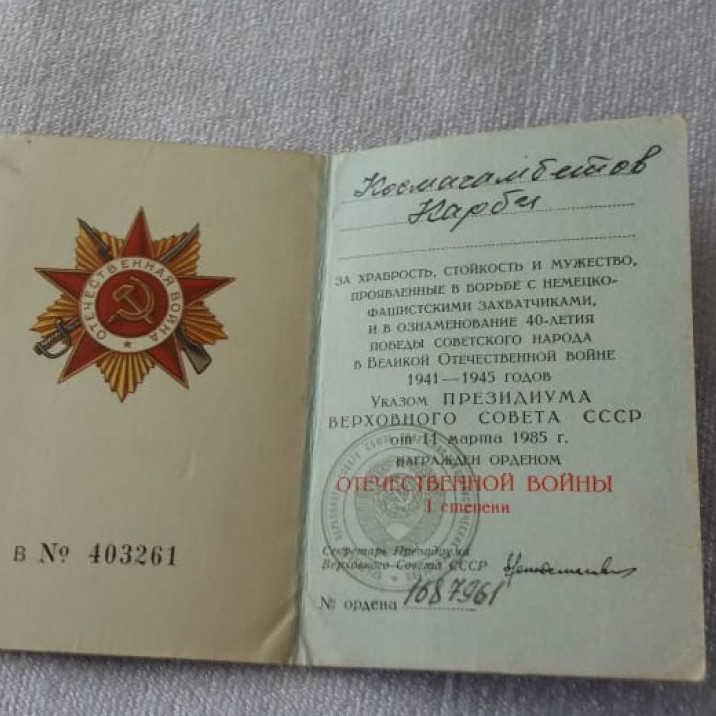 ОТЕЧЕСТВЕННАЯ ВОЙНА
В № 403261
Космагамбетов
Карби
ЗА ХРАБРОСТЬ, СТОЙКОСТЬ И МУЖЕСТВО,
ПРОЯВЛЕННЫЕ В БОРЬБЕ С НЕМЕЦКО-
ФАШИСТСКИМИ ЗАХВАТЧИКАМИ,
И В ОЗНАМЕНОВАНИЕ 40-ЛЕТИЯ
ПОБЕДЫ СОВЕТСКОГО НАРОДА
В ВЕЛИКОЙ ОТЕЧЕСТВЕННОЙ ВОЙНЕ
1941—1945 ГОДОВ
УКАЗОМ ПРЕЗИДИУМА
ВЕРХОВНОГО СОВЕТА СССР
от 11 марта 1985 г.
НАГРАЖДЕН ОРДЕНОМ
ОТЕЧЕСТВЕННОЙ ВОЙНЫ
I степени
Секретарь Президиума
Верховного Совета СССР
№ ордена 1687961